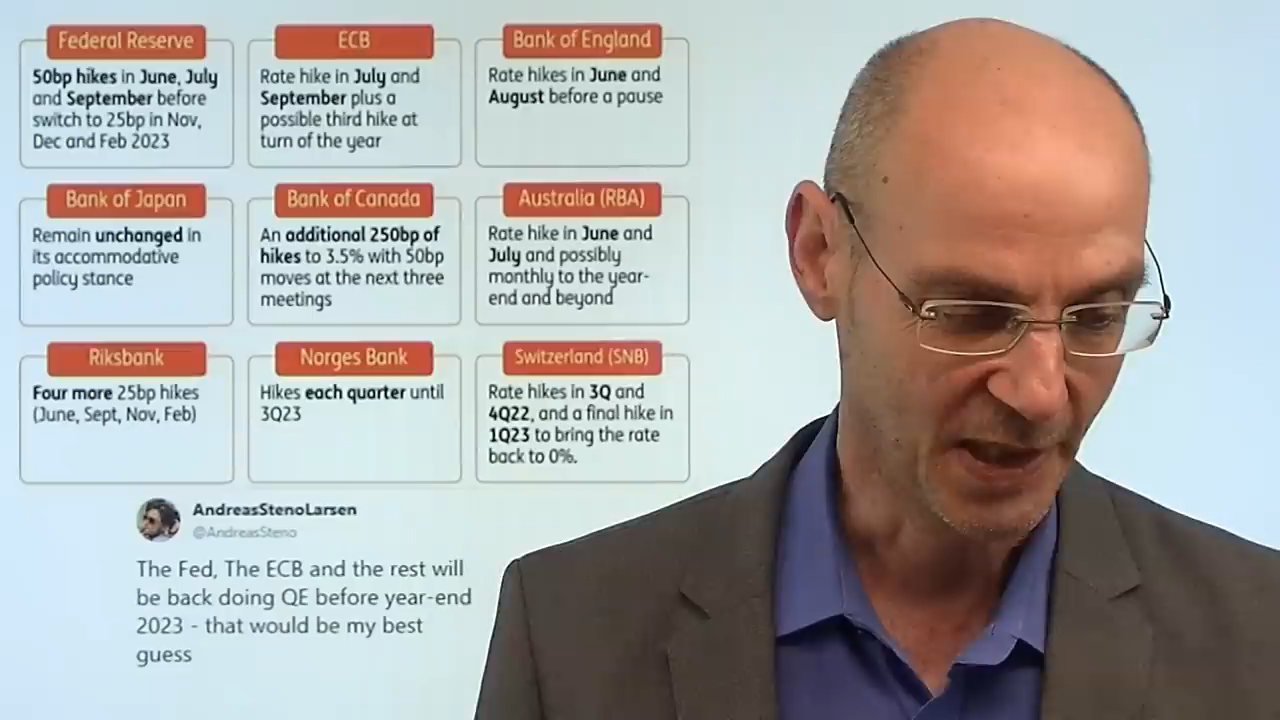 Federal Reserve
50bp hikes in June, July
and September before
switch to 25bp in Nov,
Dec and Feb 2023
ECB
Rate hike in July and
September plus a
possible third hike at
turn of the year
Bank of England
Rate hikes in June and
August before a pause
Bank of Japan
Remain unchanged in
its accommodative
policy stance
Bank of Canada
An additional 250bp of
hikes to 3.5% with 50bp
moves at the next three
meetings
Australia (RBA)
Rate hike in June and
July and possibly
monthly to the year-
end and beyond
Riksbank
Four more 25bp hikes
(June, Sept, Nov, Feb)
Norges Bank
Hikes each quarter until
3Q23
Switzerland (SNB)
Rate hikes in 3Q and
4Q22, and a final hike in
1Q23 to bring the rate
back to 0%.
AndreasStenoLarsen
@AndreasSteno
The Fed, The ECB and the rest will
be back doing QE before year-end
2023 - that would be my best
guess